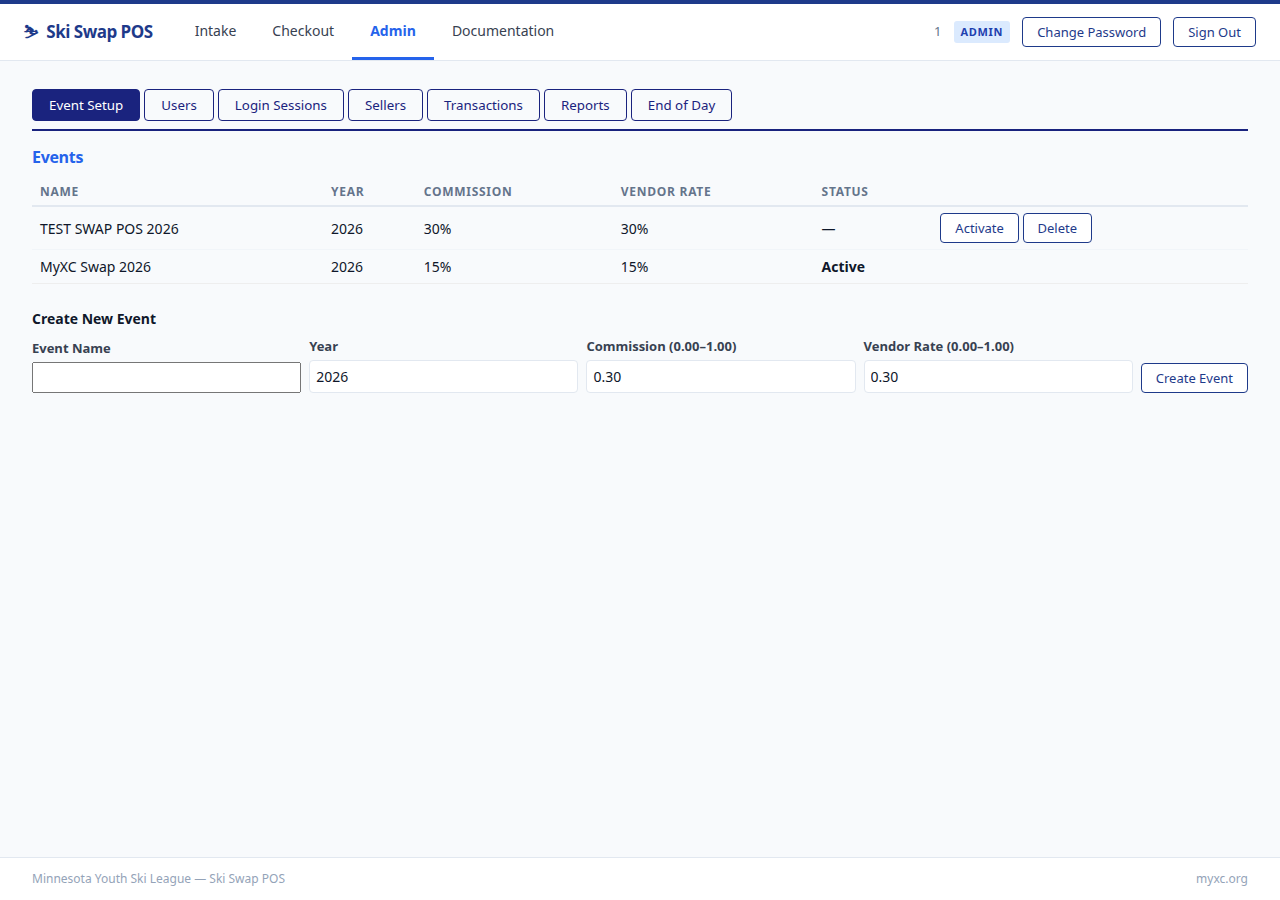 Ski Swap POS Intake Checkout Admin Documentation 1 ADMIN Change Password Sign Out
Event Setup Users Login Sessions Sellers Transactions Reports End of Day
Events
NAME YEAR COMMISSION VENDOR RATE STATUS
TEST SWAP POS 2026 2026 30% 30% — Activate Delete
MyXC Swap 2026 2026 15% 15% Active
Create New Event
Event Name Year Commission (0.00–1.00) Vendor Rate (0.00–1.00)
2026 0.30 0.30 Create Event
Minnesota Youth Ski League — Ski Swap POS myxc.org